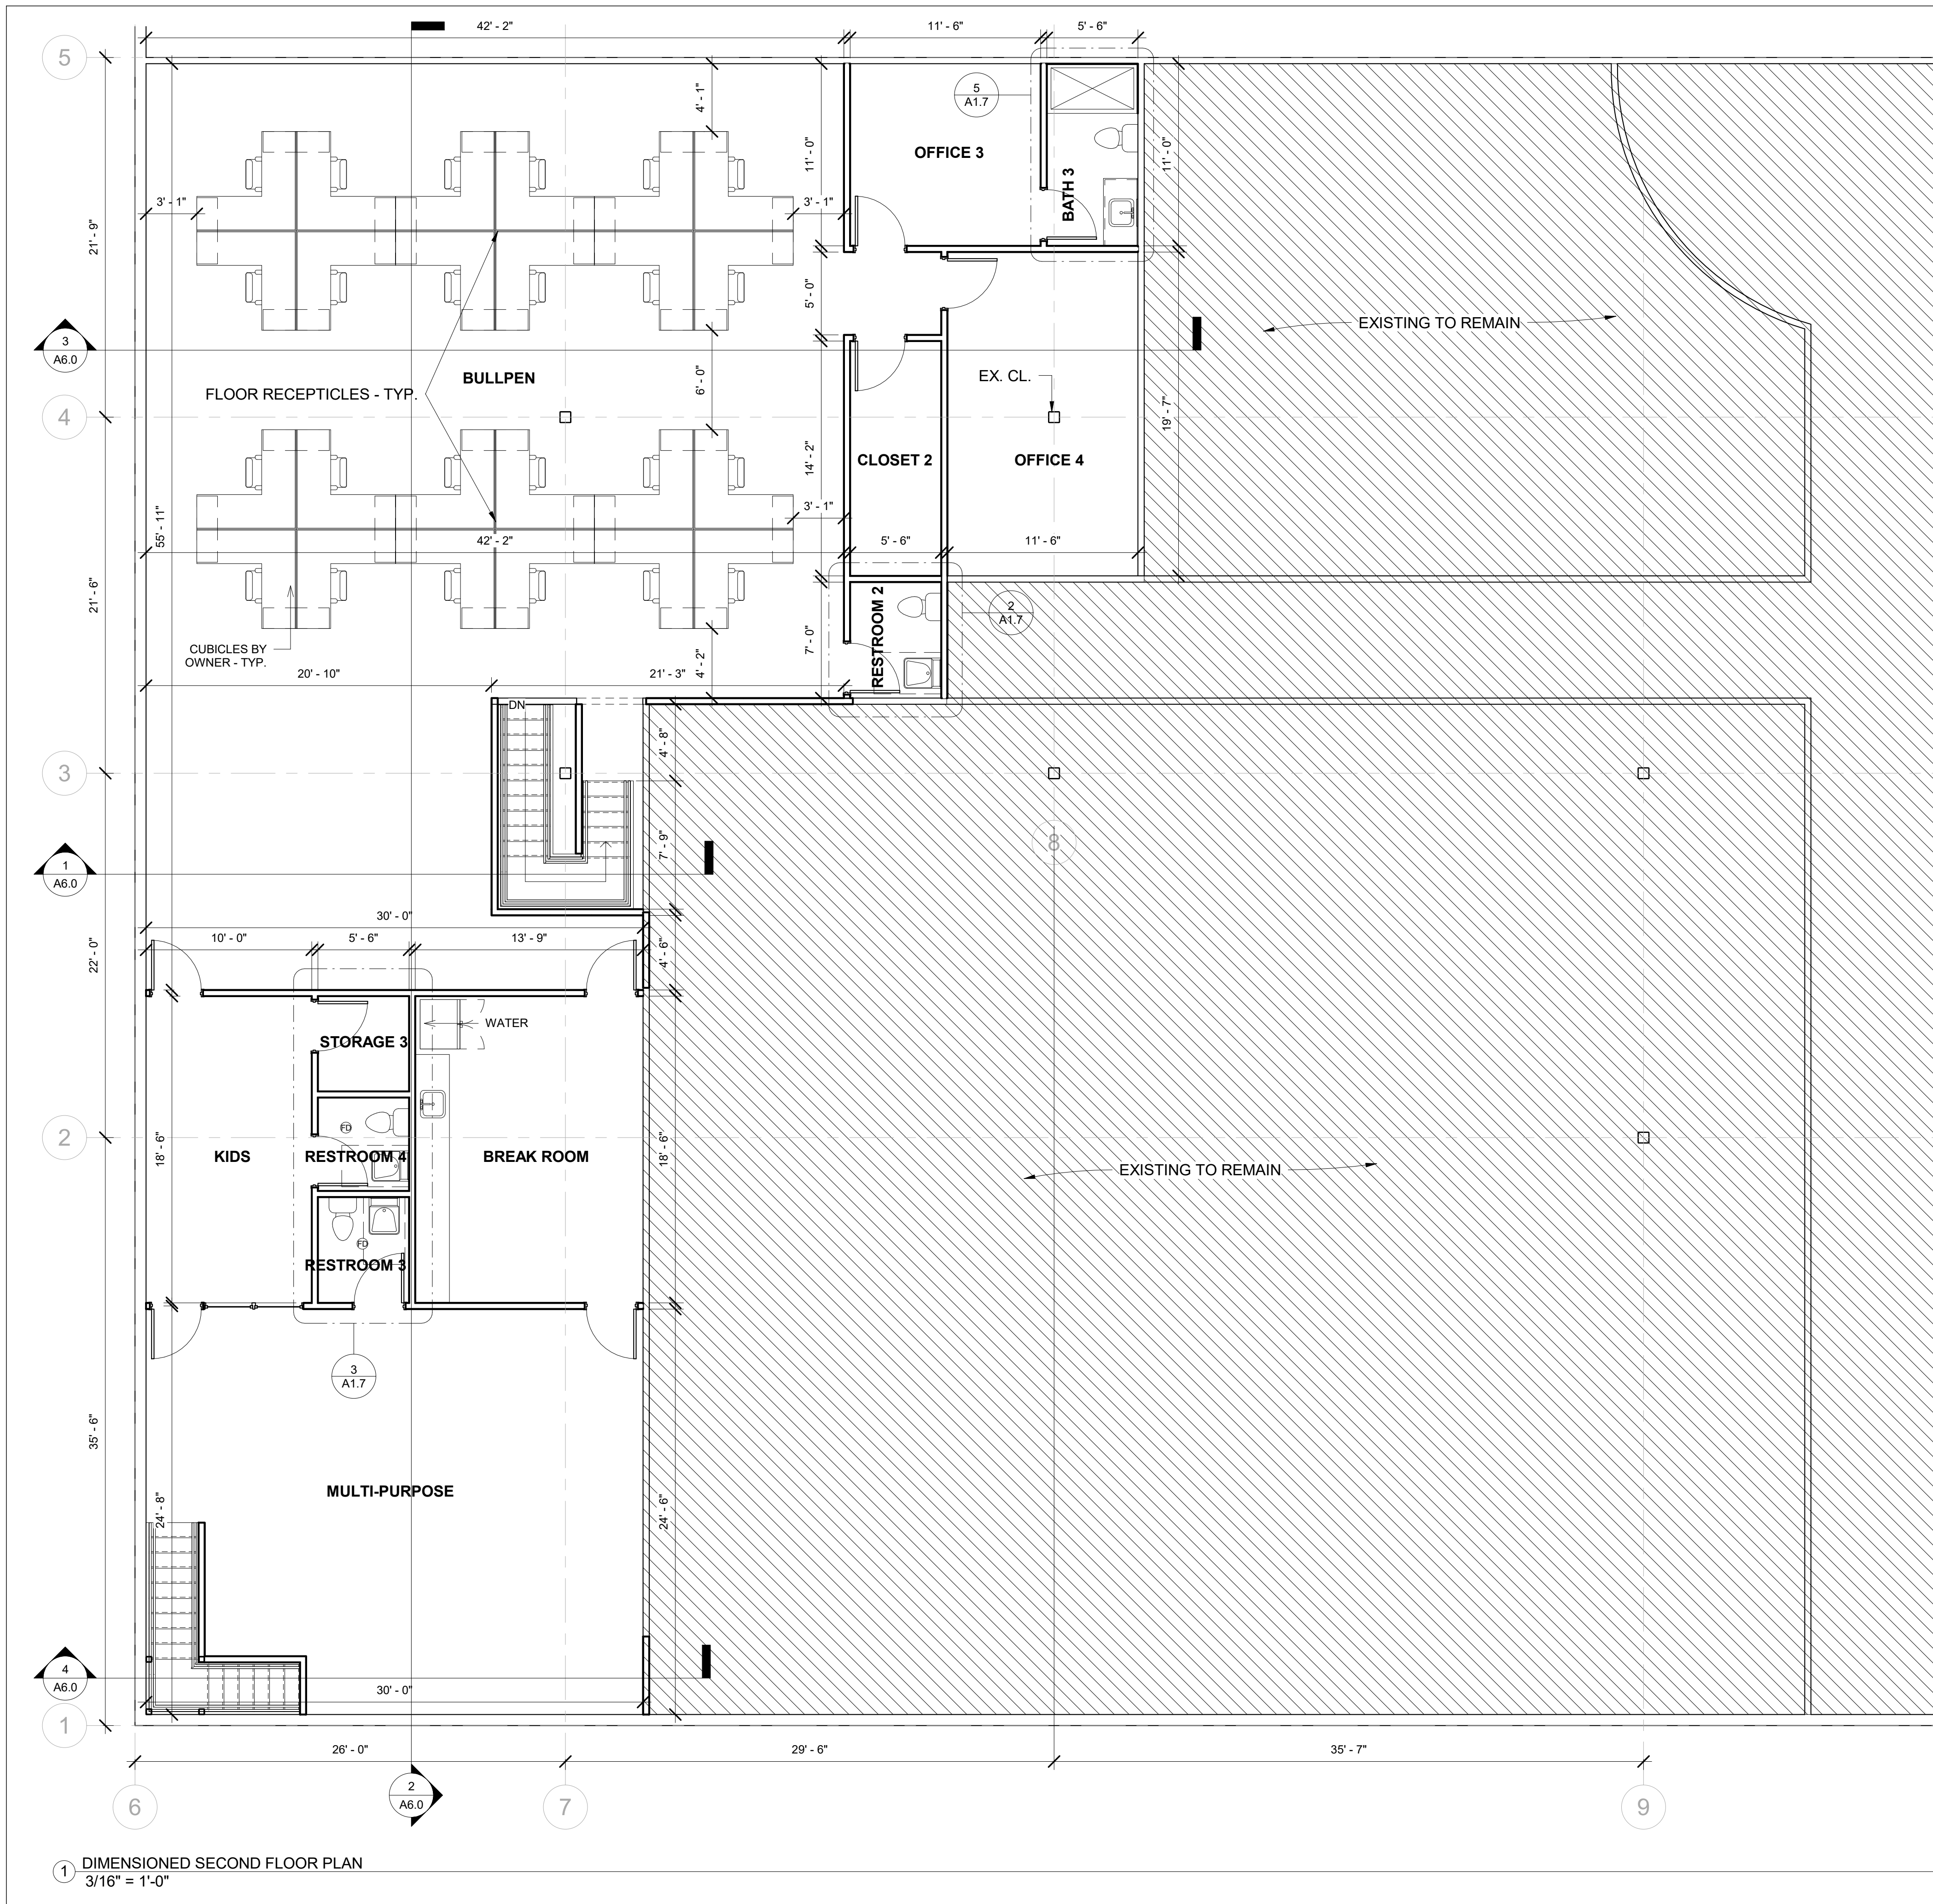 42' - 2"
11' - 6"
5' - 6"
5
5
A1.7
4' - 1"
11' - 0"
OFFICE 3
BATH 3
11' - 0"
3' - 1"
3' - 1"
21' - 9"
5' - 0"
3
A6.0
EXISTING TO REMAIN
BULLPEN
6' - 0"
EX. CL.
FLOOR RECEPTICLES - TYP.
4
19' - 7"
14' - 2"
CLOSET 2
OFFICE 4
3' - 1"
55' - 11"
42' - 2"
5' - 6"
11' - 6"
21' - 6"
2
A1.7
RESTROOM 2
7' - 0"
CUBICLES BY
OWNER - TYP.
4' - 2"
20' - 10"
21' - 3"
DN
4' - 8"
3
7' - 9"
8
1
A6.0
30' - 0"
10' - 0"
5' - 6"
13' - 9"
4' - 6"
22' - 0"
WATER
STORAGE 3
FD
2
18' - 6"
KIDS
RESTROOM 4
BREAK ROOM
18' - 6"
EXISTING TO REMAIN
FD
RESTROOM 3
3
A1.7
35' - 6"
MULTI-PURPOSE
24' - 8"
24' - 6"
4
A6.0
30' - 0"
1
26' - 0"
29' - 6"
35' - 7"
6
2
A6.0
7
9
1
DIMENSIONED SECOND FLOOR PLAN
3/16" = 1'-0"